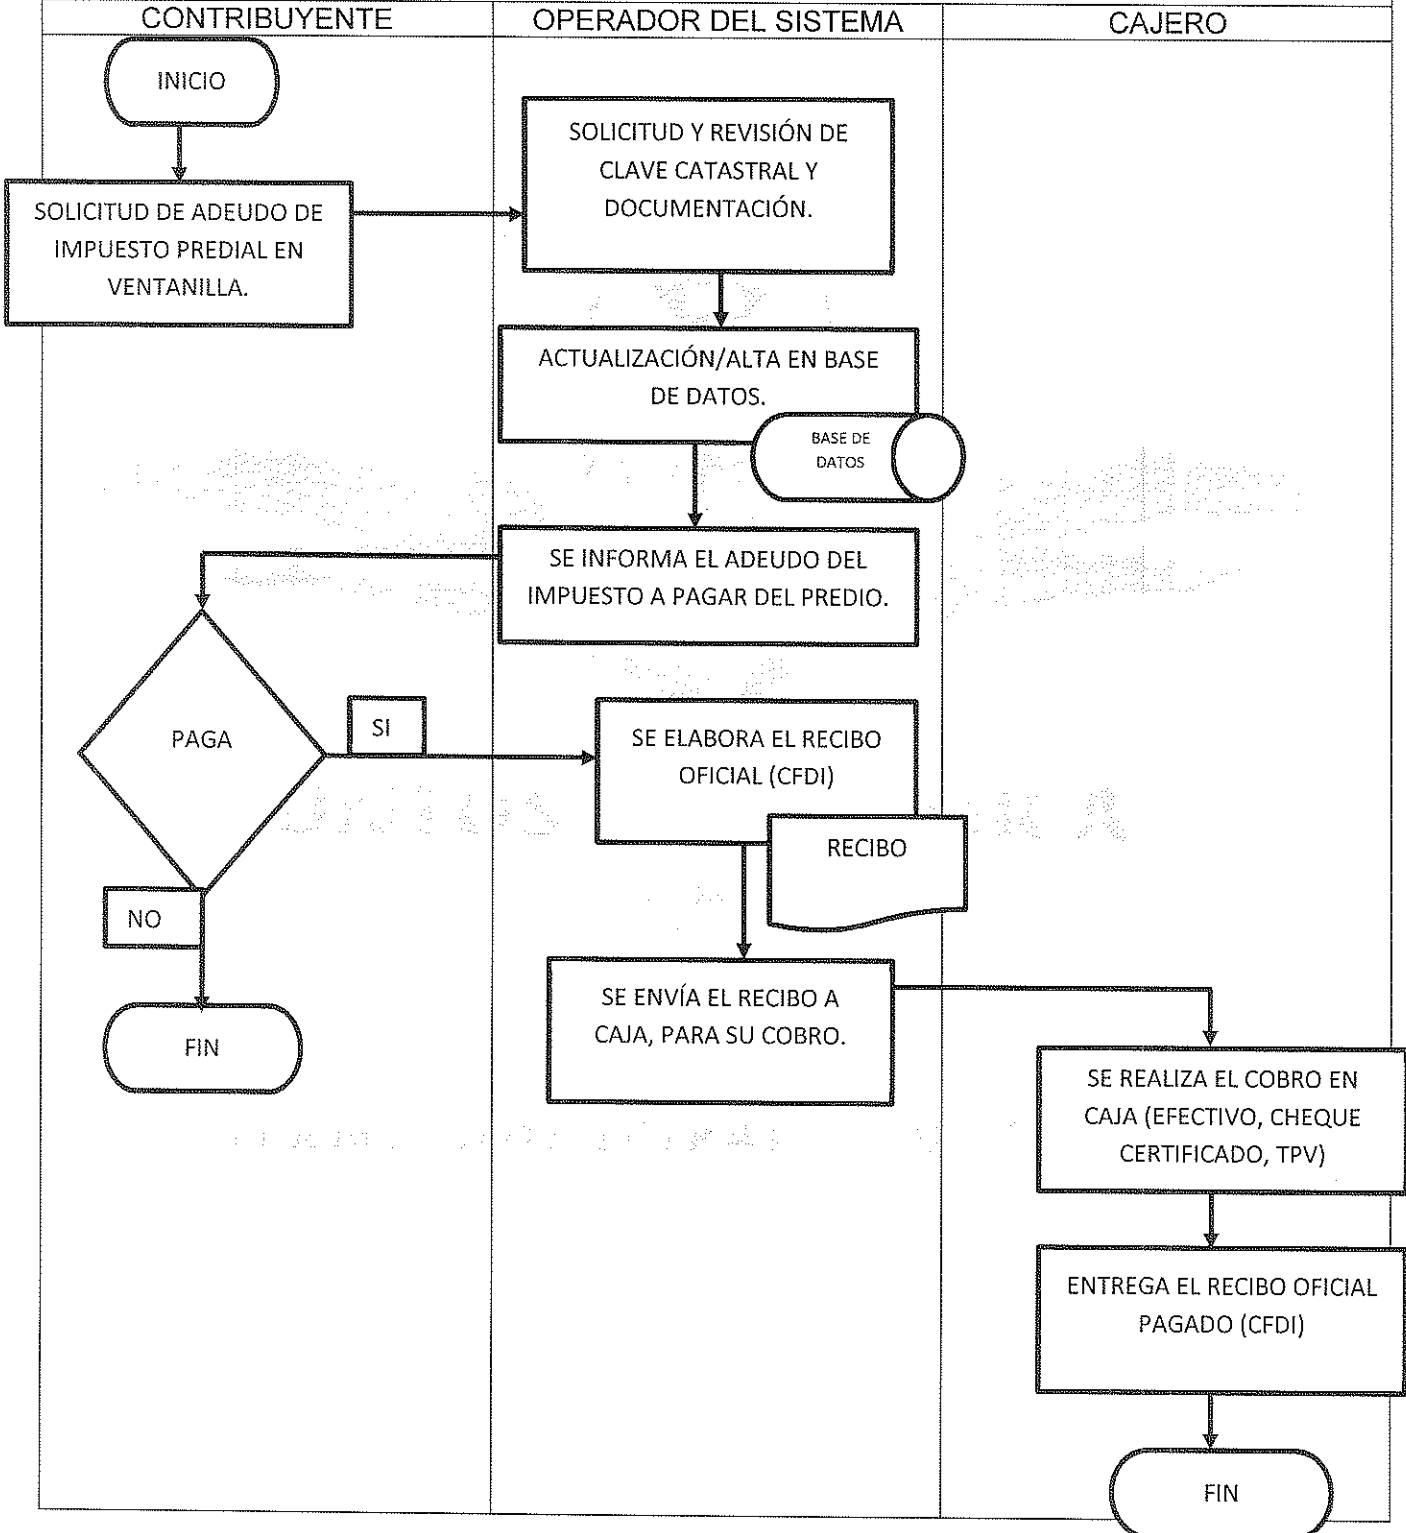 CONTRIBUYENTE
OPERADOR DEL SISTEMA
CAJERO
INICIO
SOLICITUD DE ADEUDO DE
IMPUESTO PREDIAL EN
VENTANILLA.
SOLICITUD Y REVISIÓN DE
CLAVE CATASTRAL Y
DOCUMENTACIÓN.
ACTUALIZACIÓN/ALTA EN BASE
DE DATOS.
BASE DE
DATOS
SE INFORMA EL ADEUDO DEL
IMPUESTO A PAGAR DEL PREDIO.
PAGA
SI
NO
FIN
SE ELABORA EL RECIBO
OFICIAL (CFDI)
RECIBO
SE ENVÍA EL RECIBO A
CAJA, PARA SU COBRO.
SE REALIZA EL COBRO EN
CAJA (EFECTIVO, CHEQUE
CERTIFICADO, TPV)
ENTREGA EL RECIBO OFICIAL
PAGADO (CFDI)
FIN